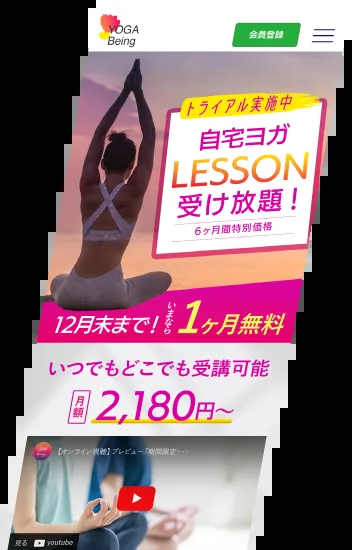 YOGA
Being
会員登録
トライアル実施中
自宅ヨガ
LESSON
受け放題！
6ヶ月間特別価格
12月末まで！
いまなら
1ヶ月無料
いつでもどこでも受講可能
月額
2,180円～
【オンライン視聴】プレビュー「期間限定・・・
見る youtube